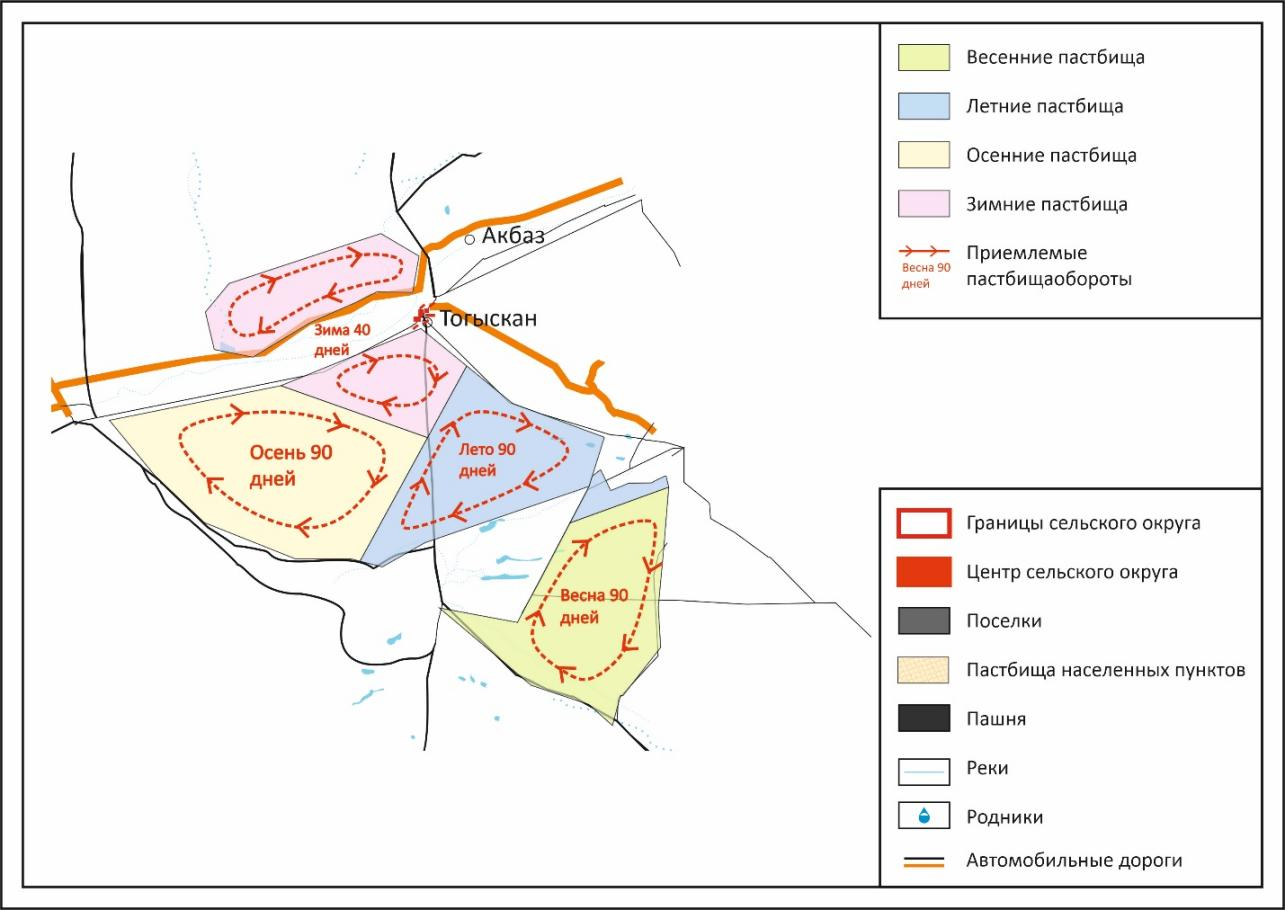 Весенние пастбища
Летние пастбища
Осенние пастбища
Зимние пастбища
Весна 90
дней
Приемлемые
пастбищаобороты
Акбаз
Тогыскан
Зима 40
дней
Осень 90
дней
Лето 90
дней
Весна 90
дней
Границы сельского округа
Центр сельского округа
Поселки
Пастбища населенных пунктов
Пашня
Реки
Родники
Автомобильные дороги